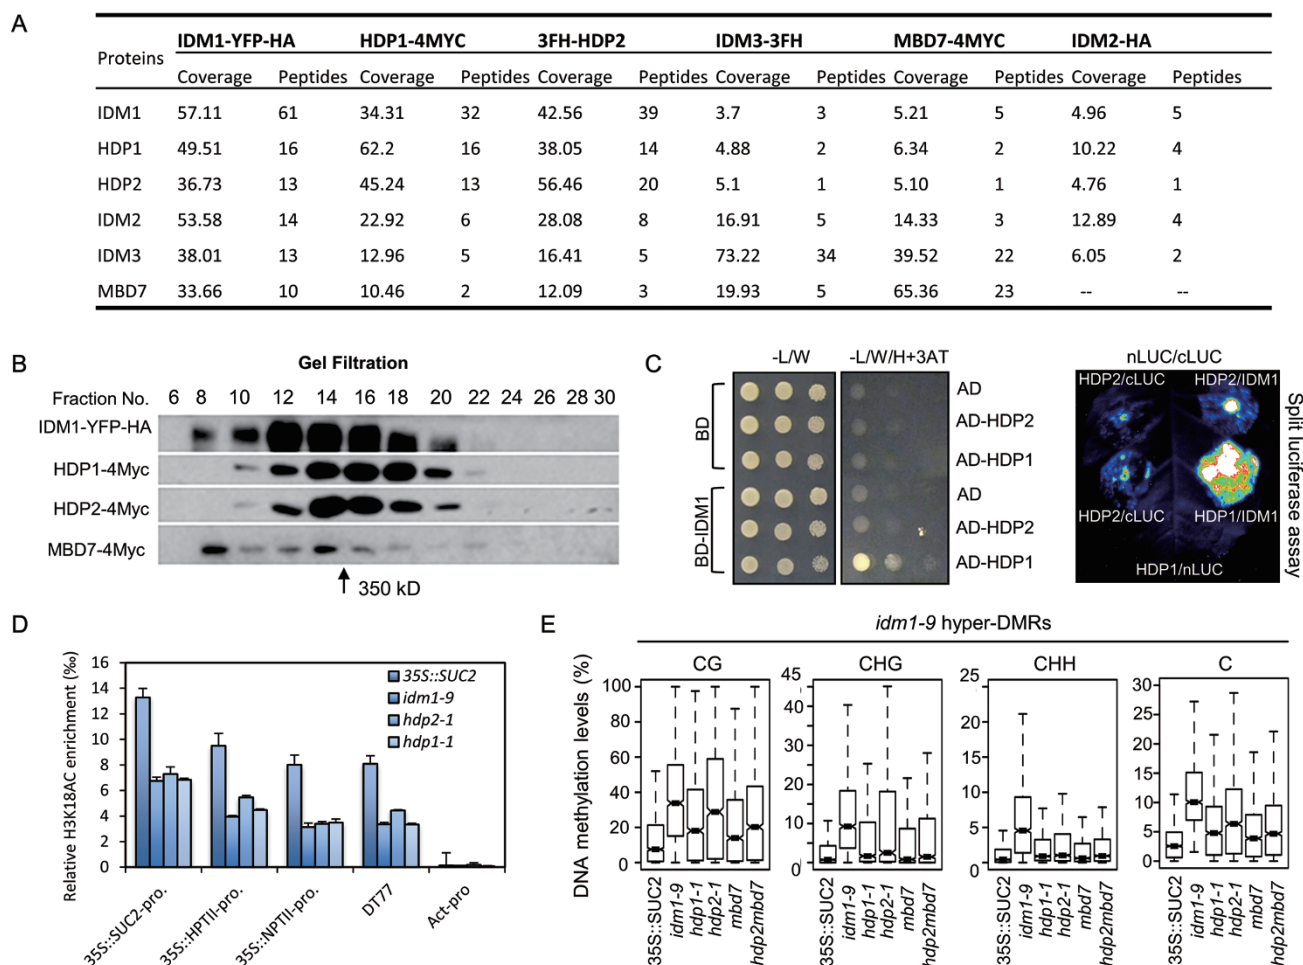 A
Proteins IDM1-YFP-HA HDP1-4MYC 3FH-HDP2 IDM3-3FH MBD7-4MYC IDM2-HA
Coverage Peptides Coverage Peptides Coverage Peptides Coverage Peptides Coverage Peptides Coverage Peptides
IDM1 57.11 61 34.31 32 42.56 39 3.7 3 5.21 5 4.96 5
HDP1 49.51 16 62.2 16 38.05 14 4.88 2 6.34 2 10.22 4
HDP2 36.73 13 45.24 13 56.46 20 5.1 1 5.10 1 4.76 1
IDM2 53.58 14 22.92 6 28.08 8 16.91 5 14.33 3 12.89 4
IDM3 38.01 13 12.96 5 16.41 5 73.22 34 39.52 22 6.05 2
MBD7 33.66 10 10.46 2 12.09 3 19.93 5 65.36 23 -- --
B
Gel Filtration
Fraction No. 6 8 10 12 14 16 18 20 22 24 26 28 30
IDM1-YFP-HA
HDP1-4Myc
HDP2-4Myc
MBD7-4Myc
350 kD
C
-L/W -L/W/H+3AT
BD
AD
AD-HDP2
AD-HDP1
BD-IDM1
AD
AD-HDP2
AD-HDP1
nLUC/cLUC
HDP2/cLUC HDP2/IDM1
HDP2/cLUC HDP1/IDM1
HDP1/nLUC
Split luciferase assay
D
Relative H3K18AC enrichment (‰)
16
14
12
10
8
6
4
2
0
35S::SUC2
idm1-9
hdp2-1
hdp1-1
35S::SUC2-pro. 35S::HPTII-pro. 35S::NPTII-pro. DT77 Act-pro
E
idm1-9 hyper-DMRs
CG CHG CHH C
DNA methylation levels (%)
100
80
60
40
20
0
45
30
20
10
5
0
25
20
15
10
5
0
30
25
20
15
10
5
0
35S::SUC2 idm1-9 hdp1-1 hdp2-1 mbd7 hdp2mbd7
35S::SUC2 idm1-9 hdp1-1 hdp2-1 mbd7 hdp2mbd7
35S::SUC2 idm1-9 hdp1-1 hdp2-1 mbd7 hdp2mbd7
35S::SUC2 idm1-9 hdp1-1 hdp2-1 mbd7 hdp2mbd7